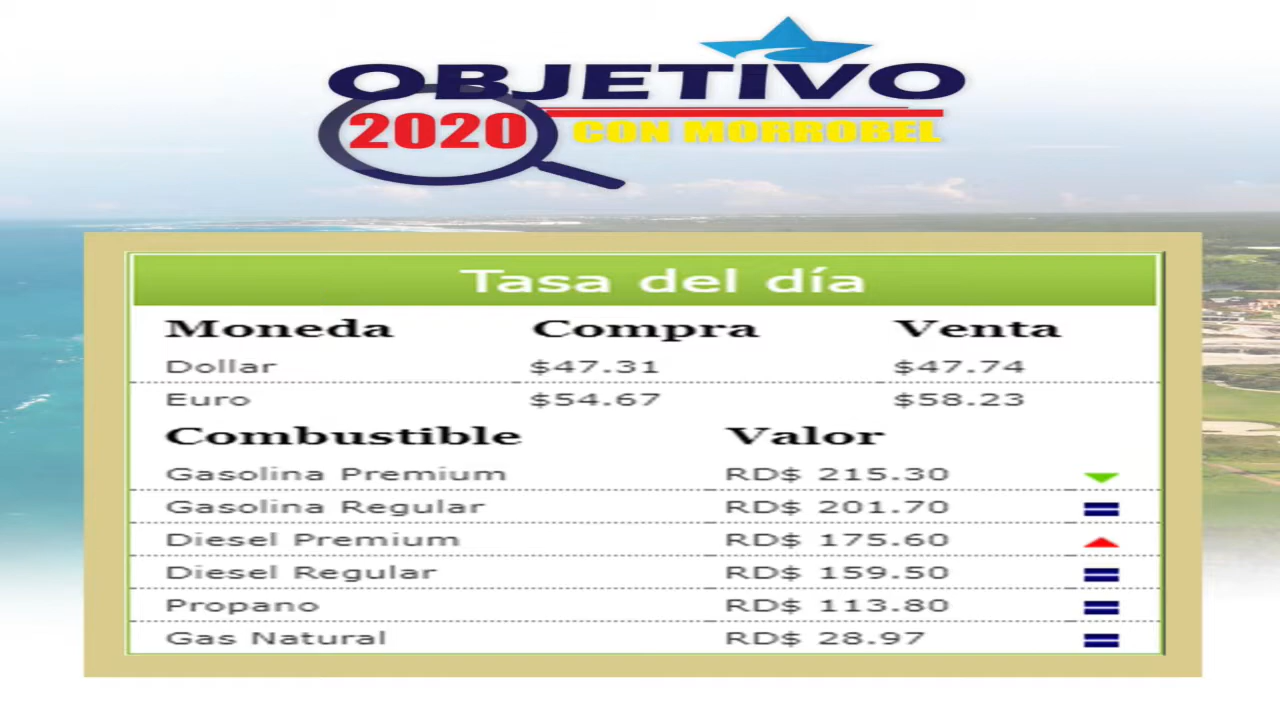 OBJETIVO
2020 CON MORROBEL
Tasa del día
Moneda Compra Venta
Dollar $47.31 $47.74
Euro $54.67 $58.23
Combustible Valor
Gasolina Premium RD$ 215.30
Gasolina Regular RD$ 201.70
Diesel Premium RD$ 175.60
Diesel Regular RD$ 159.50
Propano RD$ 113.80
Gas Natural RD$ 28.97